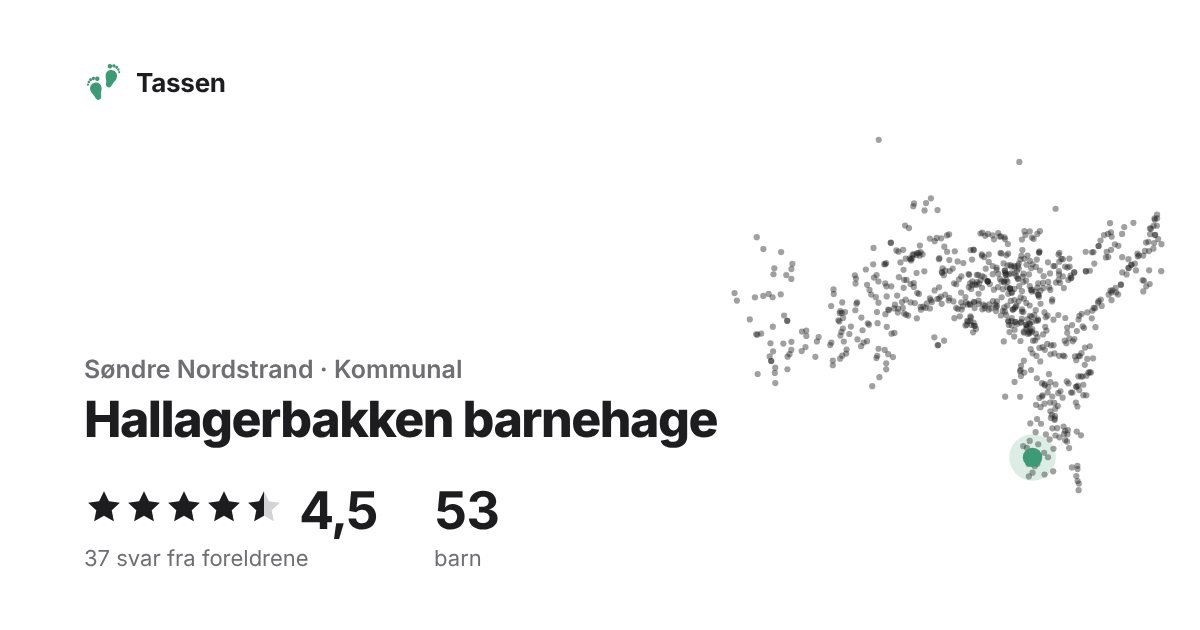 Tassen
Søndre Nordstrand · Kommunal
Hallagerbakken barnehage
4,5
53
37 svar fra foreldrene
barn